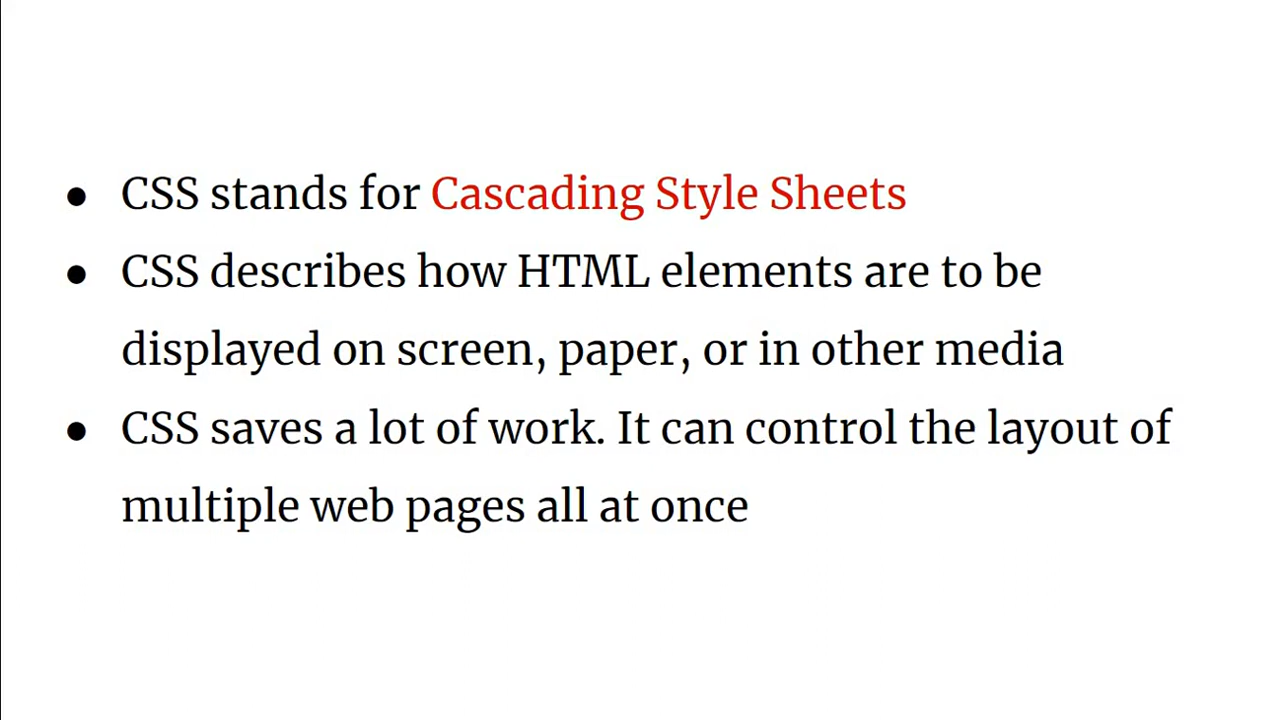 ● CSS stands for Cascading Style Sheets
● CSS describes how HTML elements are to be
displayed on screen, paper, or in other media
● CSS saves a lot of work. It can control the layout of
multiple web pages all at once